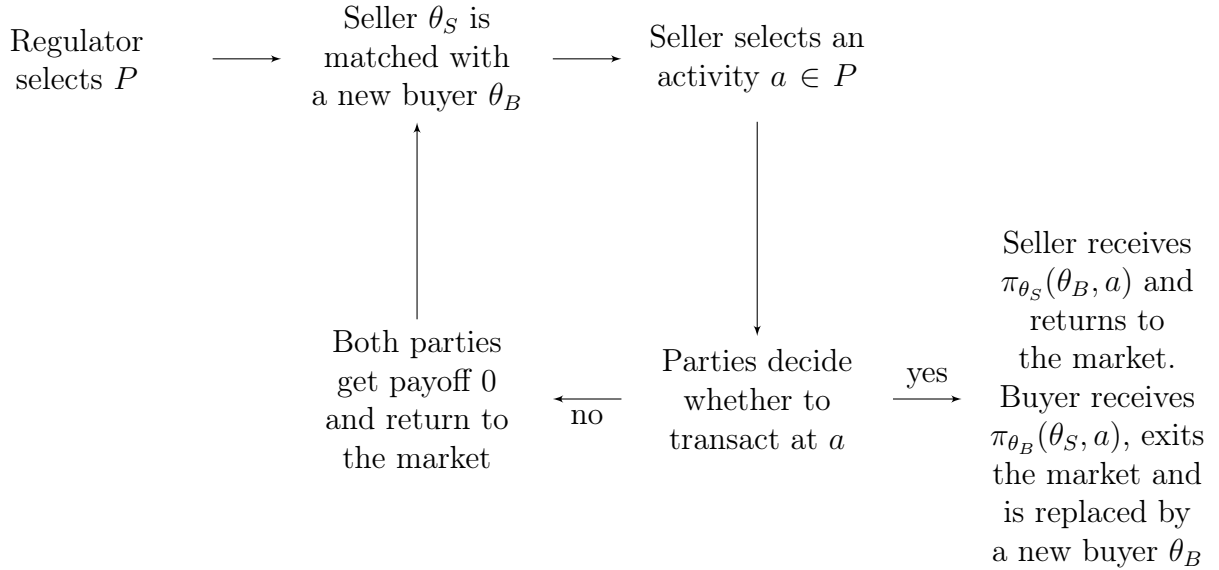 Regulator
selects P
Seller θ_S is
matched with
a new buyer θ_B
Seller selects an
activity a ∈ P
Both parties
get payoff 0
and return to
the market
no
Parties decide
whether to
transact at a
yes
Seller receives
π_{θ_S}(θ_B, a) and
returns to
the market.
Buyer receives
π_{θ_B}(θ_S, a), exits
the market and
is replaced by
a new buyer θ_B